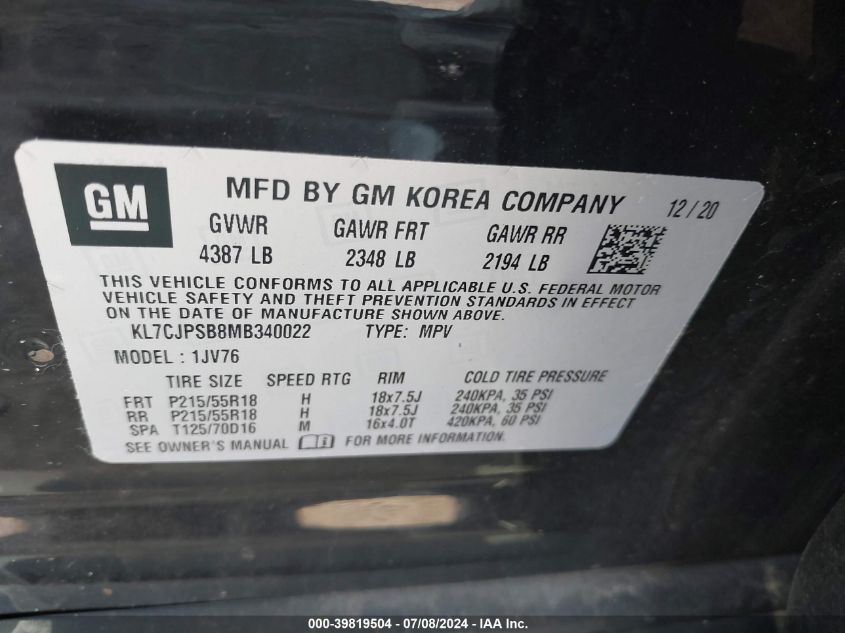 GM
MFD BY GM KOREA COMPANY 12 / 20
GVWR GAWR FRT GAWR RR
4387 LB 2348 LB 2194 LB
THIS VEHICLE CONFORMS TO ALL APPLICABLE U.S. FEDERAL MOTOR
VEHICLE SAFETY AND THEFT PREVENTION STANDARDS IN EFFECT
ON THE DATE OF MANUFACTURE SHOWN ABOVE.
KL7CJPSB8MB340022 TYPE: MPV
MODEL : 1JV76
TIRE SIZE SPEED RTG RIM COLD TIRE PRESSURE
FRT P215/55R18 H 18x7.5J 240KPA, 35 PSI
RR P215/55R18 H 18x7.5J 240KPA, 35 PSI
SPA T125/70D16 M 16x4.0T 420KPA, 60 PSI
SEE OWNER'S MANUAL FOR MORE INFORMATION.
000-39819504 - 07/08/2024 - IAA Inc.